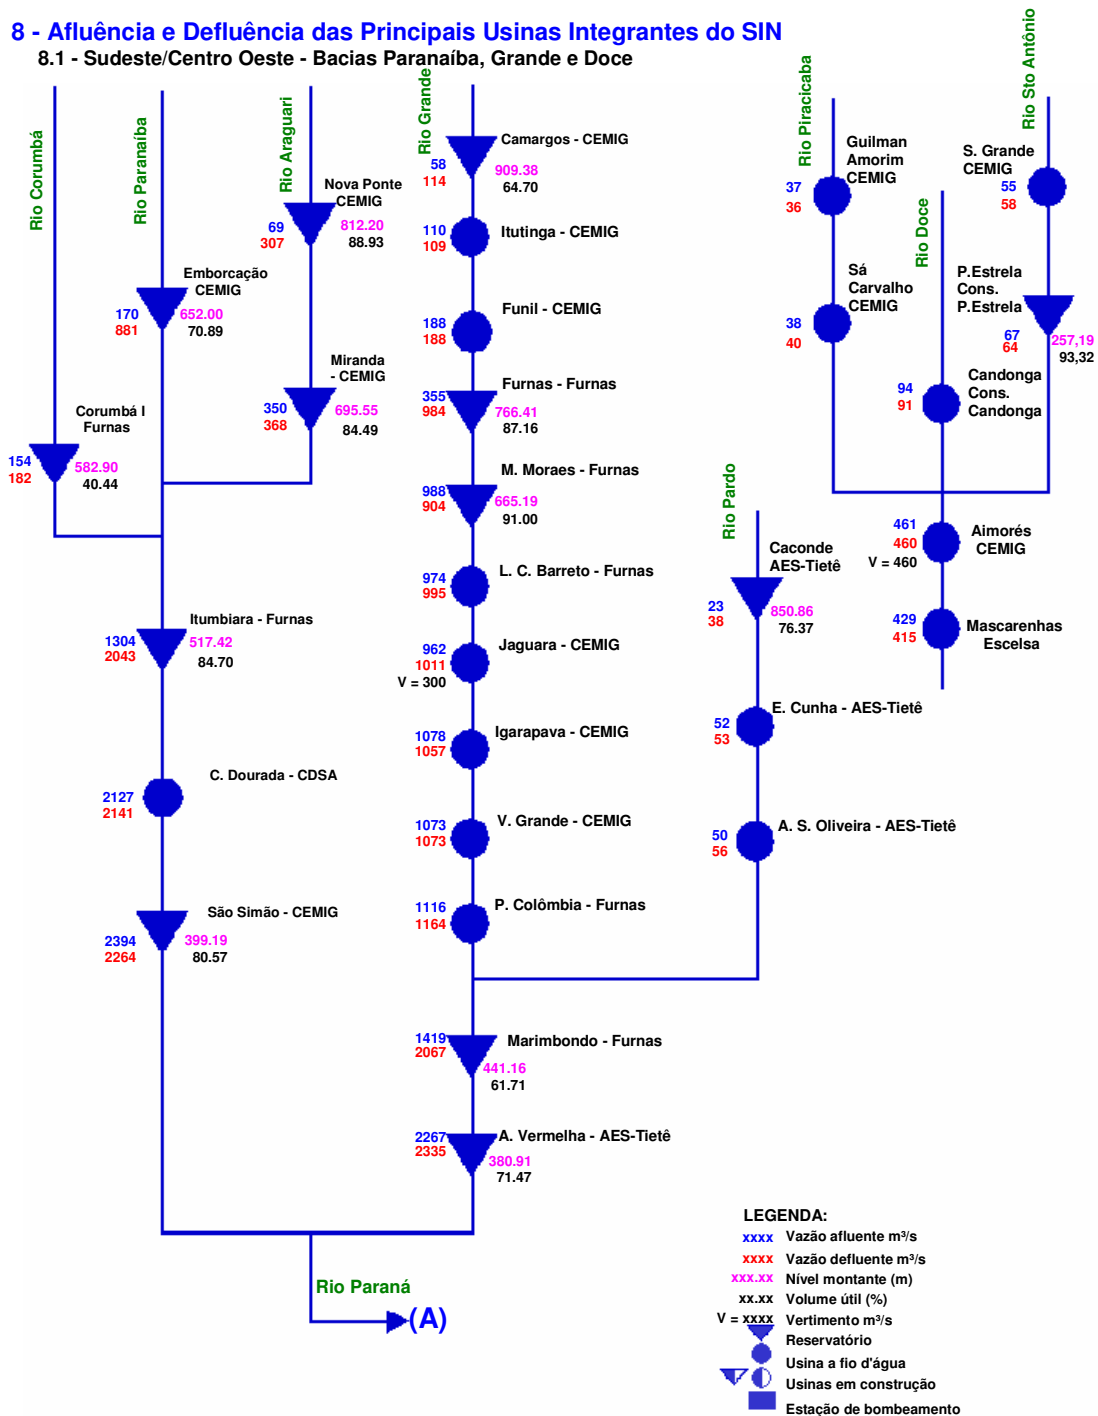 8 - Afluência e Defluência das Principais Usinas Integrantes do SIN
8.1 - Sudeste/Centro Oeste - Bacias Paranaíba, Grande e Doce
Rio Corumbá
Rio Paranaíba
Rio Araguari
Rio Grande
Rio Piracicaba
Rio Doce
Rio Sto Antônio
Rio Pardo
Camargos - CEMIG
58
114
909.38
64.70
Nova Ponte
CEMIG
69
307
812.20
88.93
Itutinga - CEMIG
110
109
Emborcação
CEMIG
170
881
652.00
70.89
Funil - CEMIG
188
188
Miranda
- CEMIG
350
368
695.55
84.49
Furnas - Furnas
355
984
766.41
87.16
Corumbá I
Furnas
154
182
582.90
40.44
M. Moraes - Furnas
988
904
665.19
91.00
L. C. Barreto - Furnas
974
995
Itumbiara - Furnas
1304
2043
517.42
84.70
Jaguara - CEMIG
962
1011
V = 300
Igarapava - CEMIG
1078
1057
C. Dourada - CDSA
2127
2141
V. Grande - CEMIG
1073
1073
São Simão - CEMIG
2394
2264
399.19
80.57
P. Colômbia - Furnas
1116
1164
Marimbondo - Furnas
1419
2067
441.16
61.71
A. Vermelha - AES-Tietê
2267
2335
380.91
71.47
Guilman
Amorim
CEMIG
37
36
S. Grande
CEMIG
55
58
Sá
Carvalho
CEMIG
38
40
P.Estrela
Cons.
P.Estrela
67
64
257,19
93,32
Candonga
Cons.
Candonga
94
91
Aimorés
CEMIG
461
460
V = 460
Mascarenhas
Escelsa
429
415
Caconde
AES-Tietê
23
38
850.86
76.37
E. Cunha - AES-Tietê
52
53
A. S. Oliveira - AES-Tietê
50
56
Rio Paraná
(A)
LEGENDA:
xxxx Vazão afluente m³/s
xxxx Vazão defluente m³/s
xxx.xx Nível montante (m)
xx.xx Volume útil (%)
V = xxxx Vertimento m³/s
Reservatório
Usina a fio d'água
Usinas em construção
Estação de bombeamento